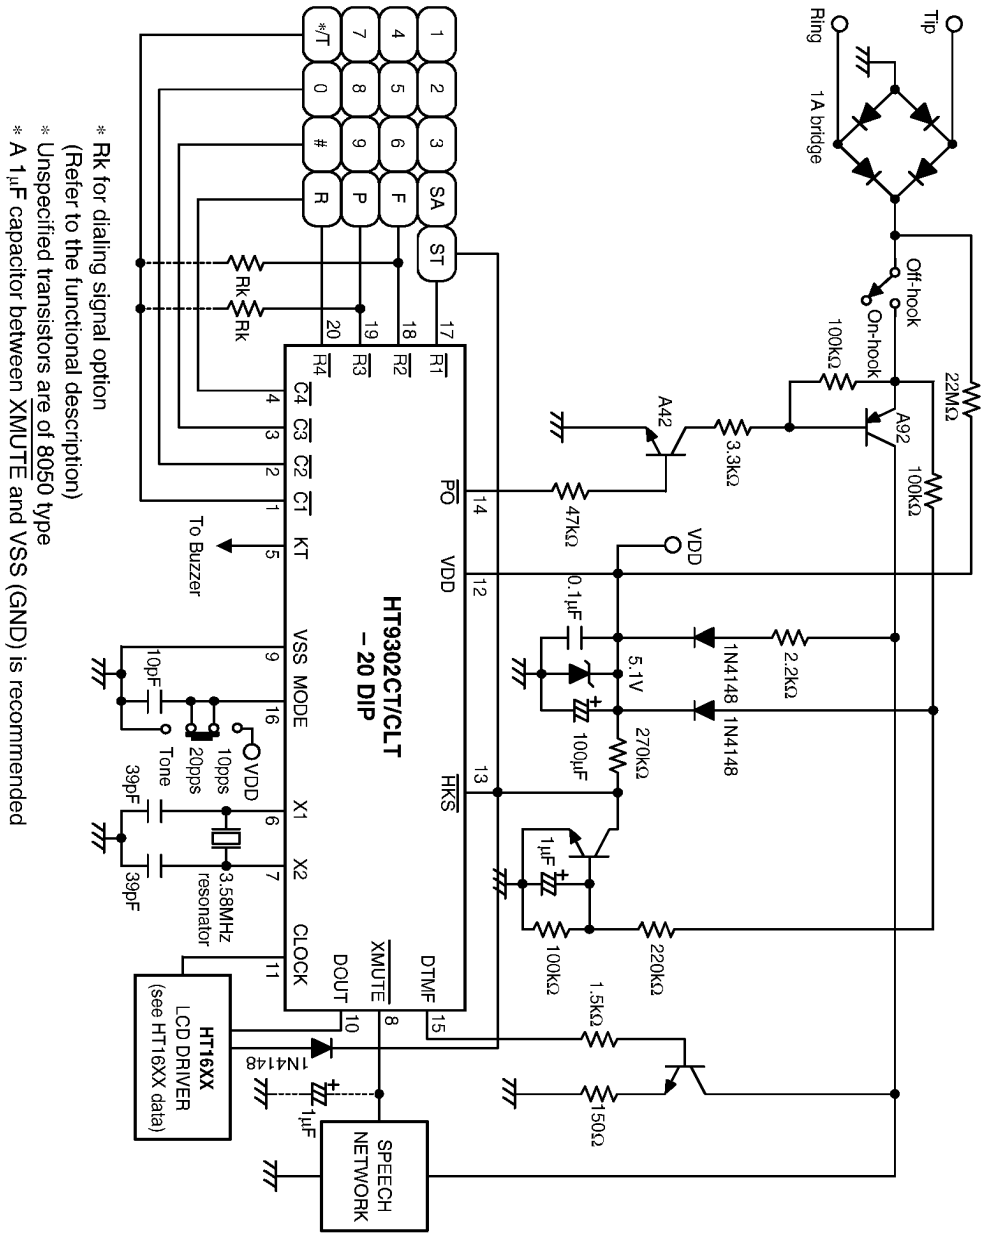 Tip
Ring
1A bridge
Off-hook
On-hook
22MΩ
100kΩ
A92
100kΩ
3.3kΩ
A42
47kΩ
VDD
2.2kΩ
1N4148
1N4148
0.1µF
5.1V
100µF
270kΩ
1µF
100kΩ
220kΩ
1.5kΩ
150Ω
1 2 3 SA ST
4 5 6 F
7 8 9 P
*/T 0 # R
Rk
Rk
17 18 19 20
R1 R2 R3 R4
14 12 13 15
PO VDD HKS DTMF
HT9302CT/CLT
– 20 DIP
XMUTE 8
DOUT 10
C4 C3 C2 C1 KT VSS MODE X1 X2 CLOCK
4 3 2 1 5 9 16 6 7 11
To Buzzer
10pF
VDD
10pps
20pps
Tone
39pF
39pF
3.58MHz
resonator
1N4148
1µF
SPEECH
NETWORK
HT16XX
LCD DRIVER
(see HT16XX data)
* Rk for dialing signal option
(Refer to the functional description)
* Unspecified transistors are of 8050 type
* A 1µF capacitor between XMUTE and VSS (GND) is recommended